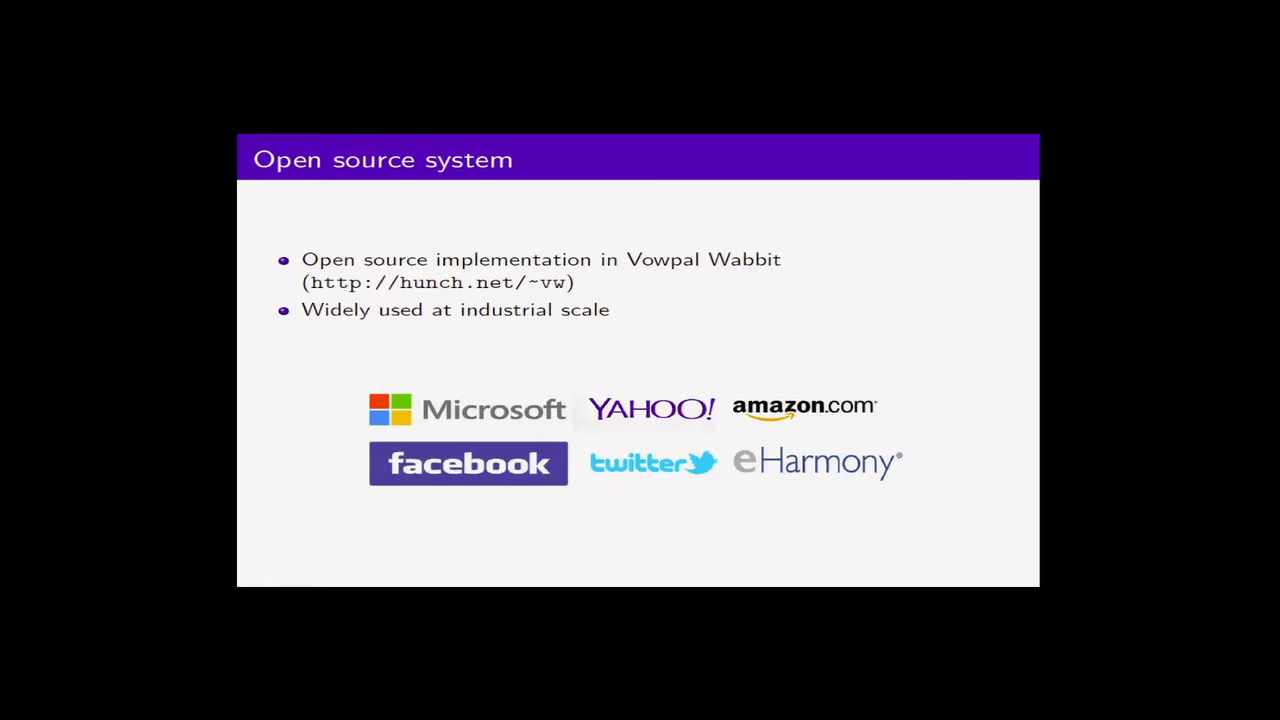 Open source system
Open source implementation in Vowpal Wabbit
(http://hunch.net/~vw)
Widely used at industrial scale
Microsoft YAHOO! amazon.com
facebook twitter eHarmony®